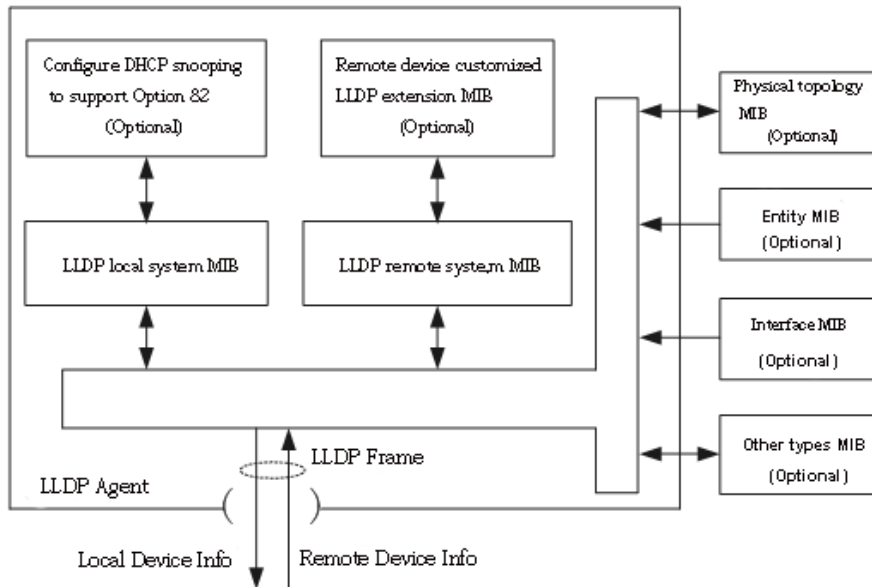 Configure DHCP snooping
to support Option 82
(Optional)
Remote device customized
LLDP extension MIB
(Optional)
Physical topology
MIB
(Optional)
LLDP local system MIB
LLDP remote syste,m MIB
Entity MIB
(Optional)
Interface MIB
(Optional)
Other types MIB
(Optional)
LLDP Frame
LLDP Agent
Local Device Info
Remote Device Info